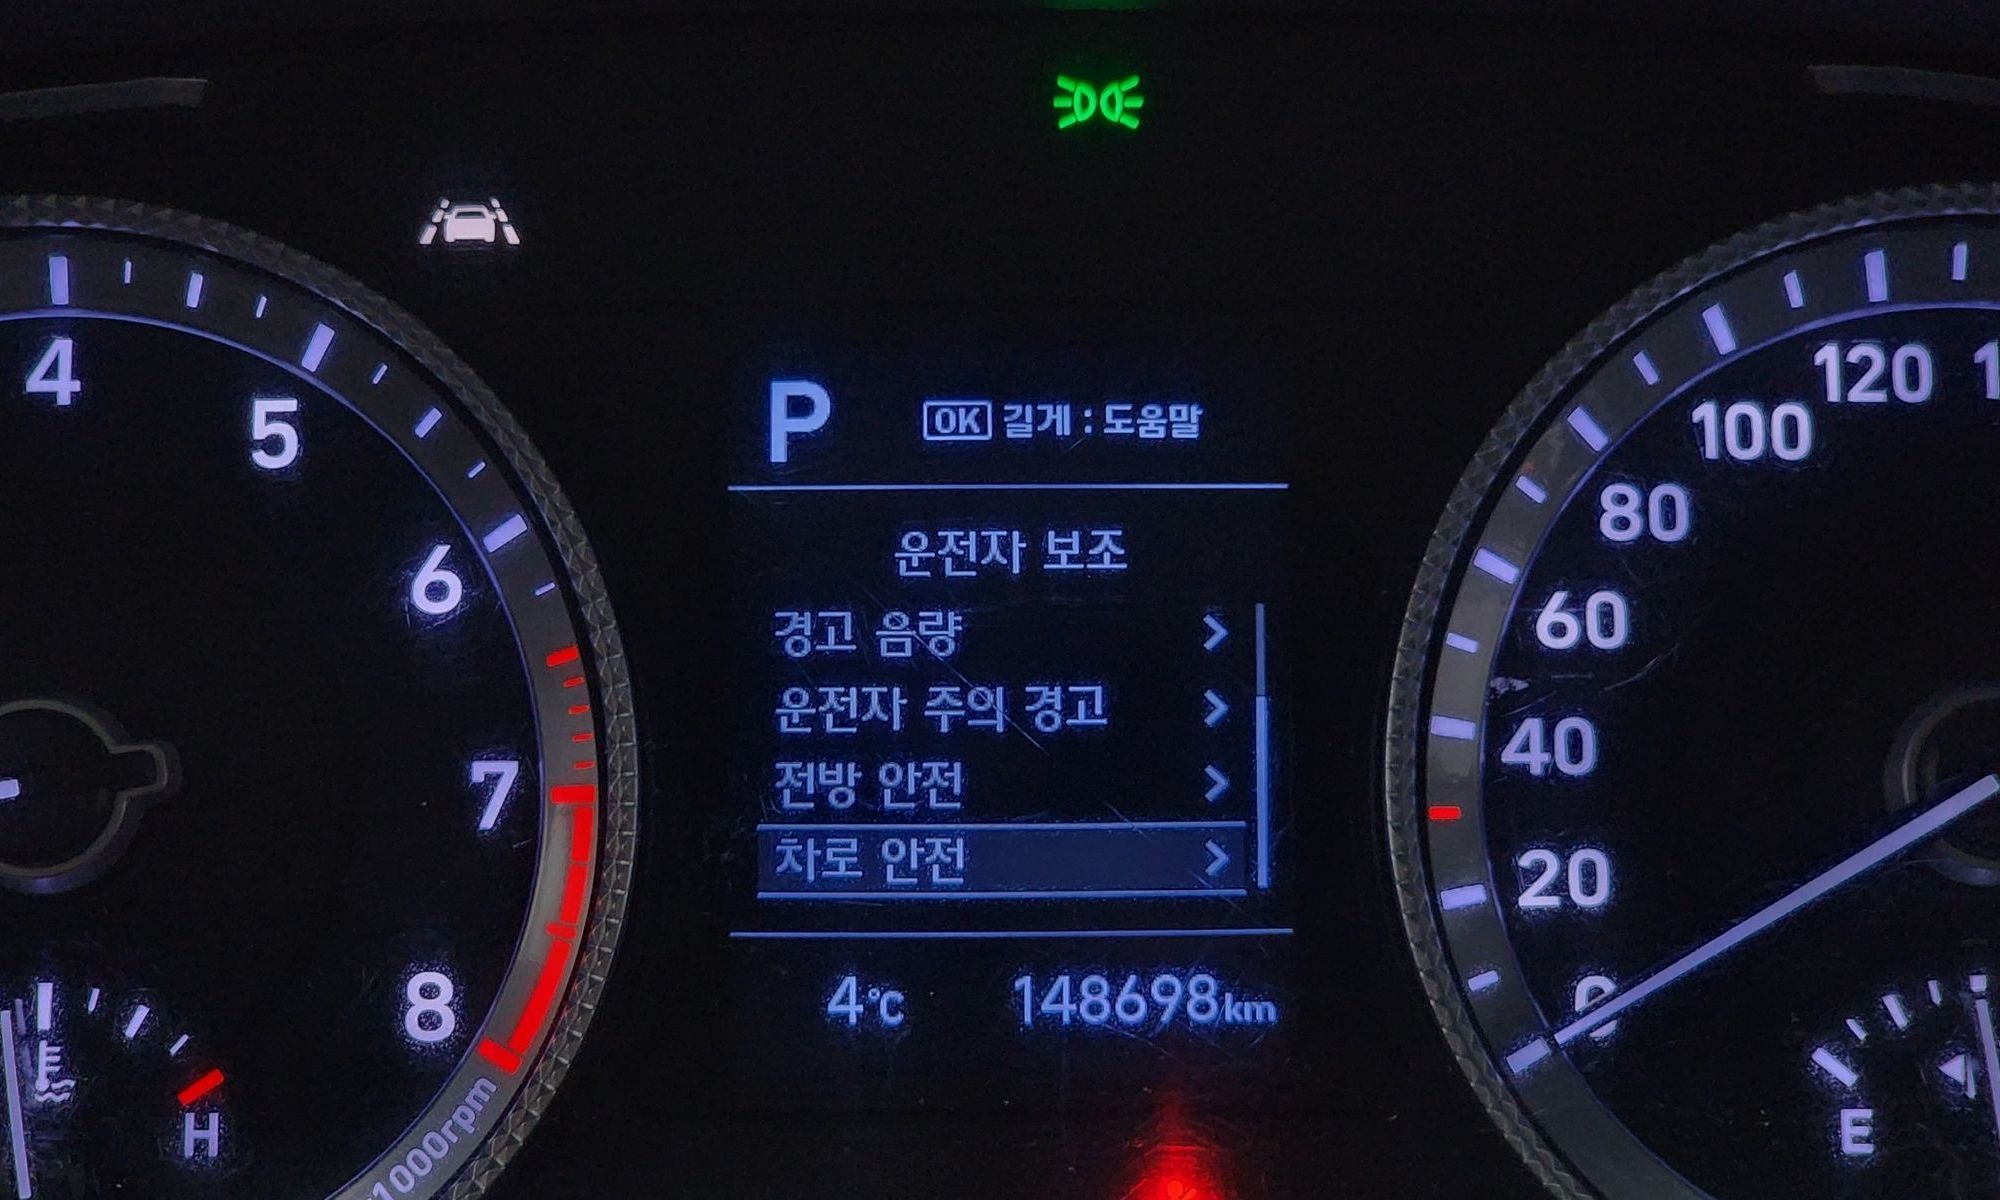 P
OK 길게 : 도움말
운전자 보조
경고 음량
운전자 주의 경고
전방 안전
차로 안전
4°C 148698km
4
5
6
7
8
1000rpm
H
120
100
80
60
40
20
0
E